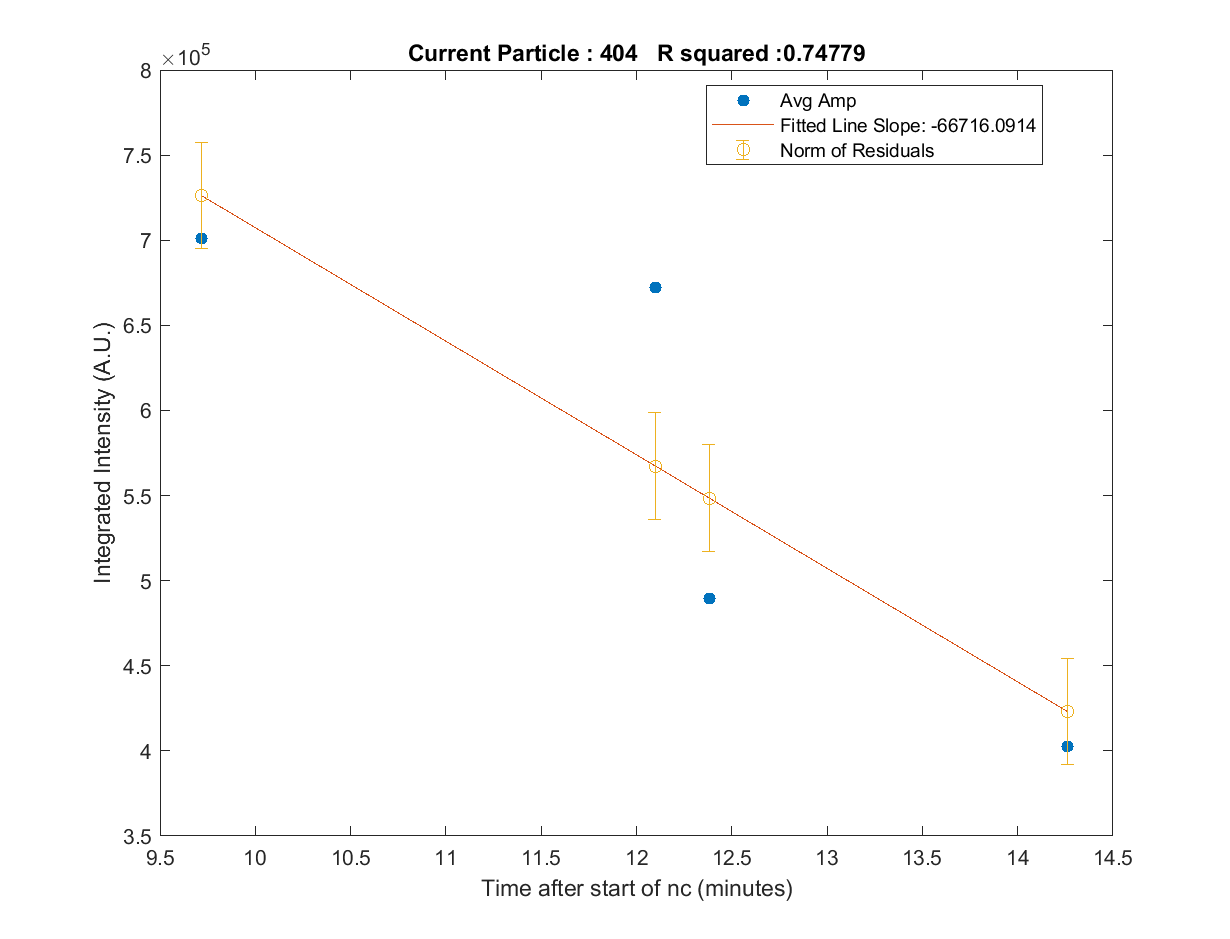 Current Particle : 404   R squared :0.74779
×10^5
8
7.5
7
6.5
6
5.5
5
4.5
4
3.5
Integrated Intensity (A.U.)
Avg Amp
Fitted Line Slope: -66716.0914
Norm of Residuals
9.5 10 10.5 11 11.5 12 12.5 13 13.5 14 14.5
Time after start of nc (minutes)